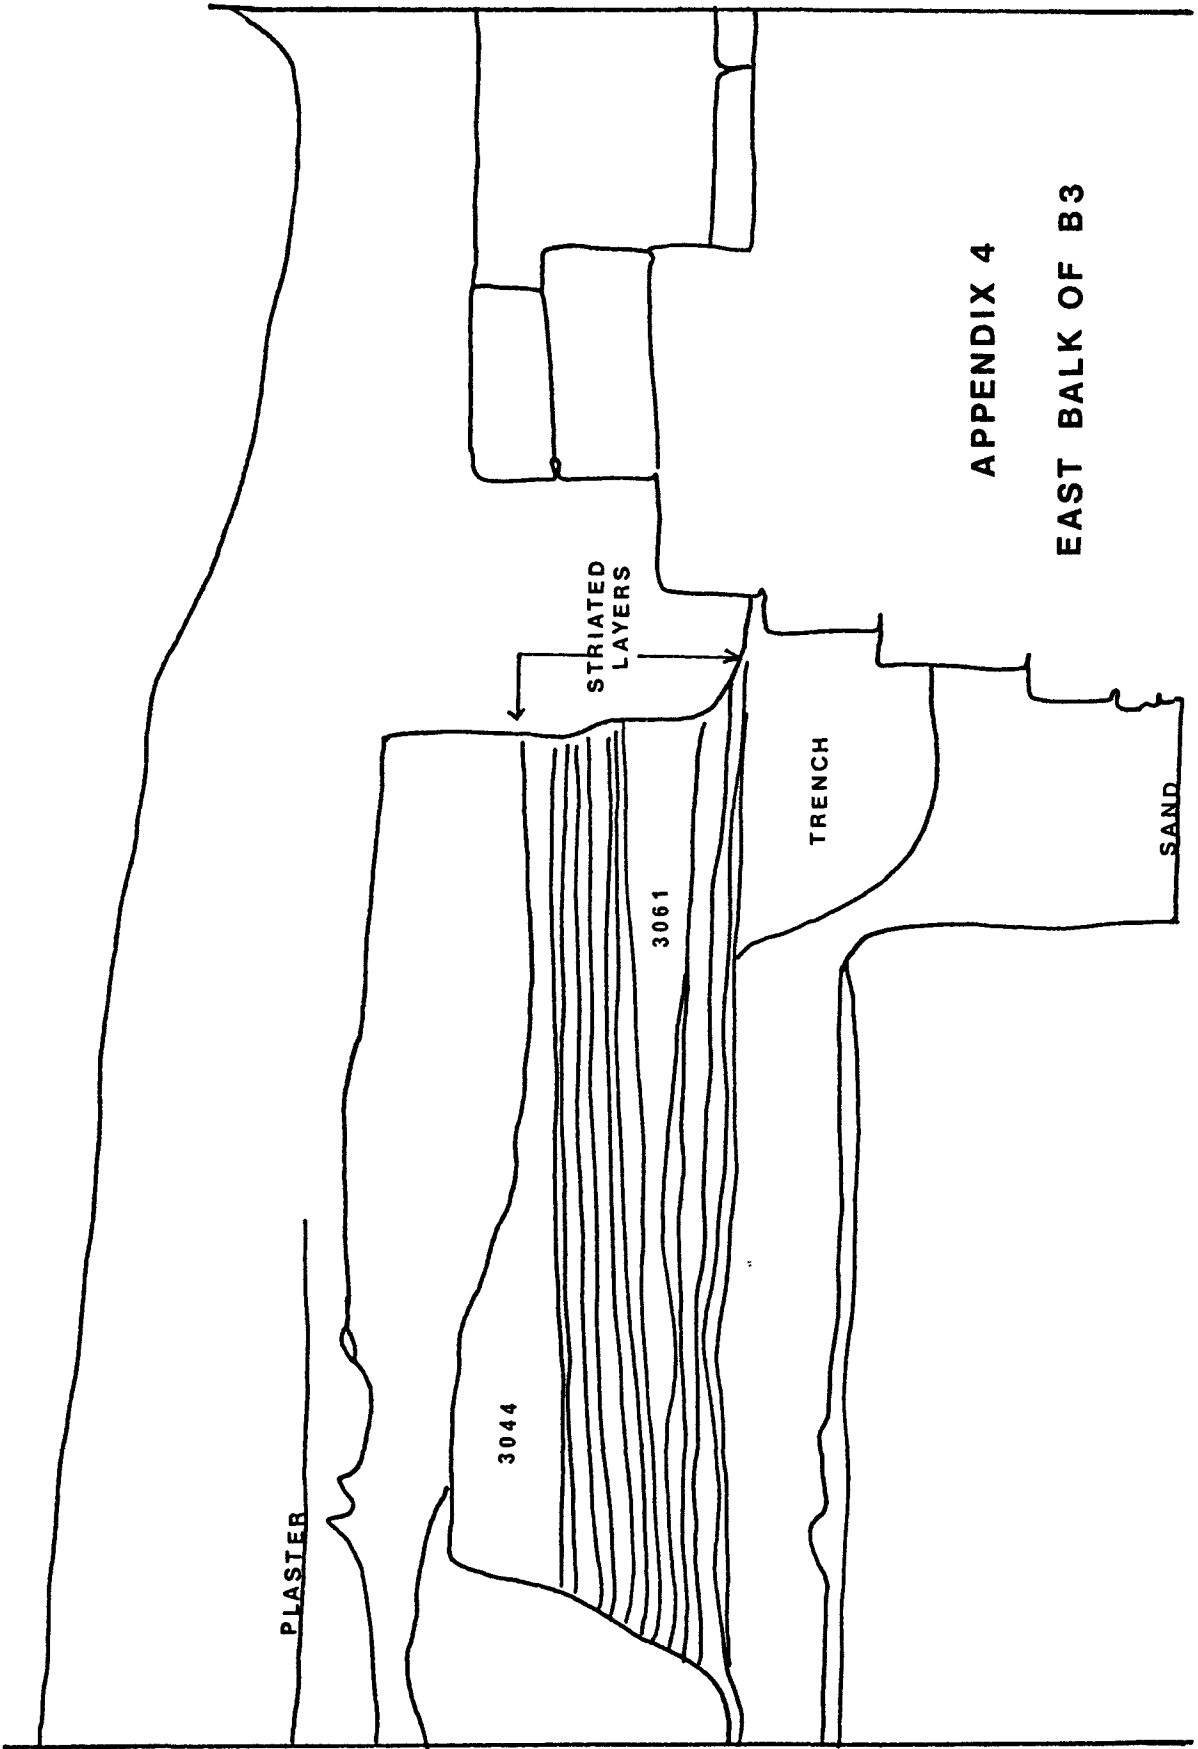 PLASTER
3044
STRIATED
LAYERS
3061
TRENCH
SAND
APPENDIX 4
EAST BALK OF B3